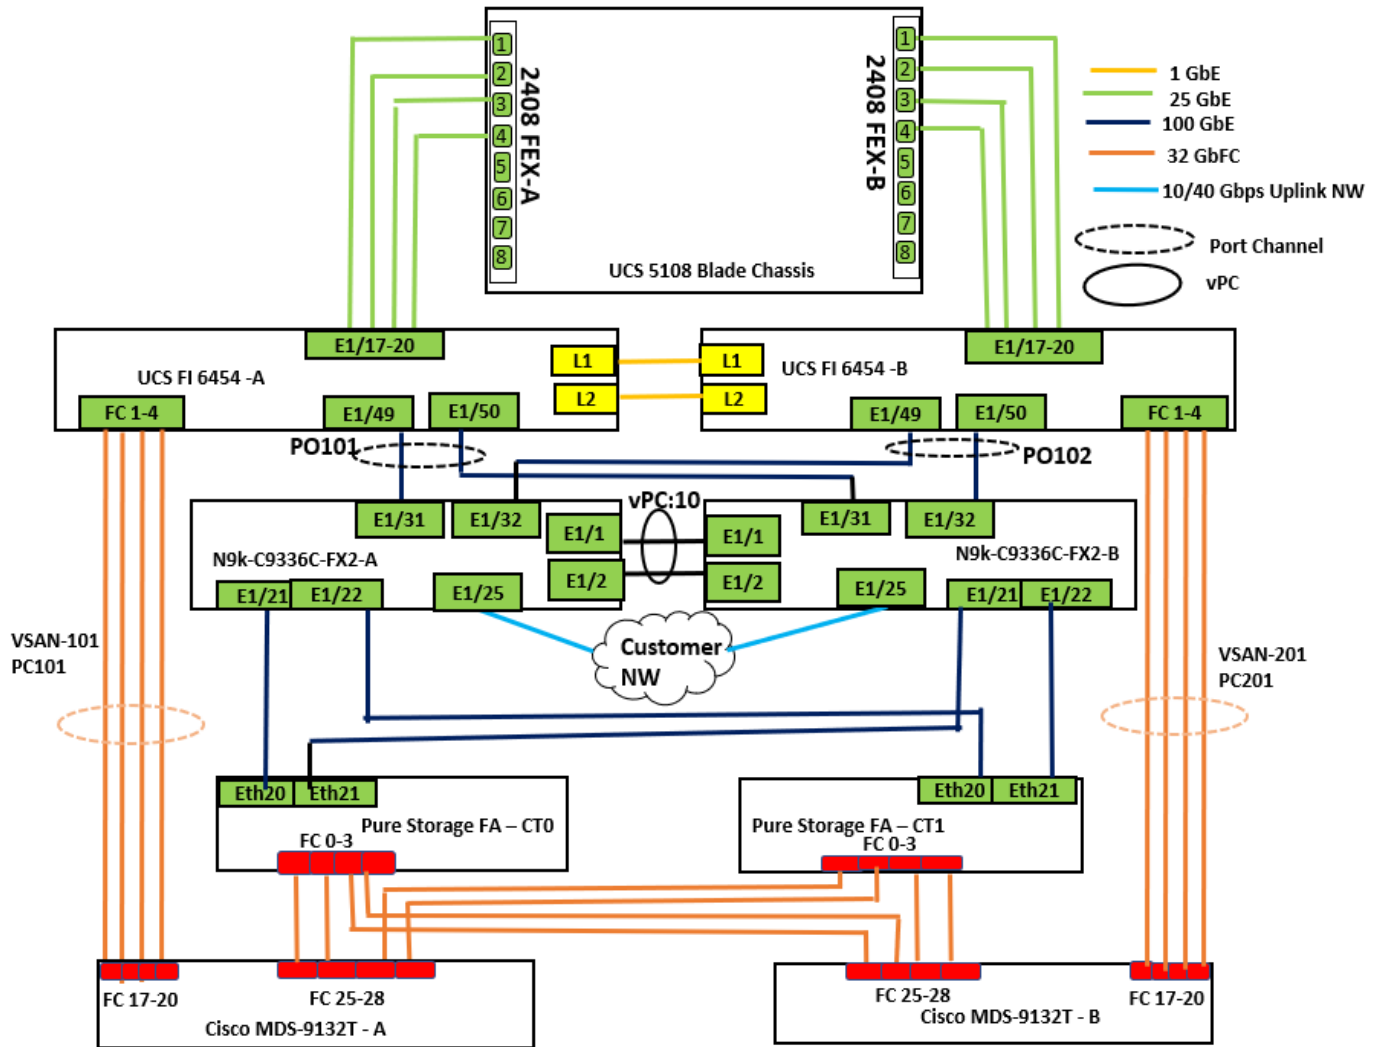 1
2
3
4
5
6
7
8
2408 FEX-A
1
2
3
4
5
6
7
8
2408 FEX-B
UCS 5108 Blade Chassis
1 GbE
25 GbE
100 GbE
32 GbFC
10/40 Gbps Uplink NW
Port Channel
vPC
E1/17-20
UCS FI 6454 -A
L1
L2
FC 1-4
E1/49
E1/50
E1/17-20
UCS FI 6454 -B
L1
L2
E1/49
E1/50
FC 1-4
PO101
PO102
vPC:10
E1/31
E1/32
E1/1
E1/2
N9k-C9336C-FX2-A
E1/21
E1/22
E1/25
E1/31
E1/32
E1/1
E1/2
N9k-C9336C-FX2-B
E1/25
E1/21
E1/22
Customer
NW
VSAN-101
PC101
VSAN-201
PC201
Eth20
Eth21
Pure Storage FA – CT0
FC 0-3
Eth20
Eth21
Pure Storage FA – CT1
FC 0-3
FC 17-20
FC 25-28
Cisco MDS-9132T - A
FC 25-28
FC 17-20
Cisco MDS-9132T - B